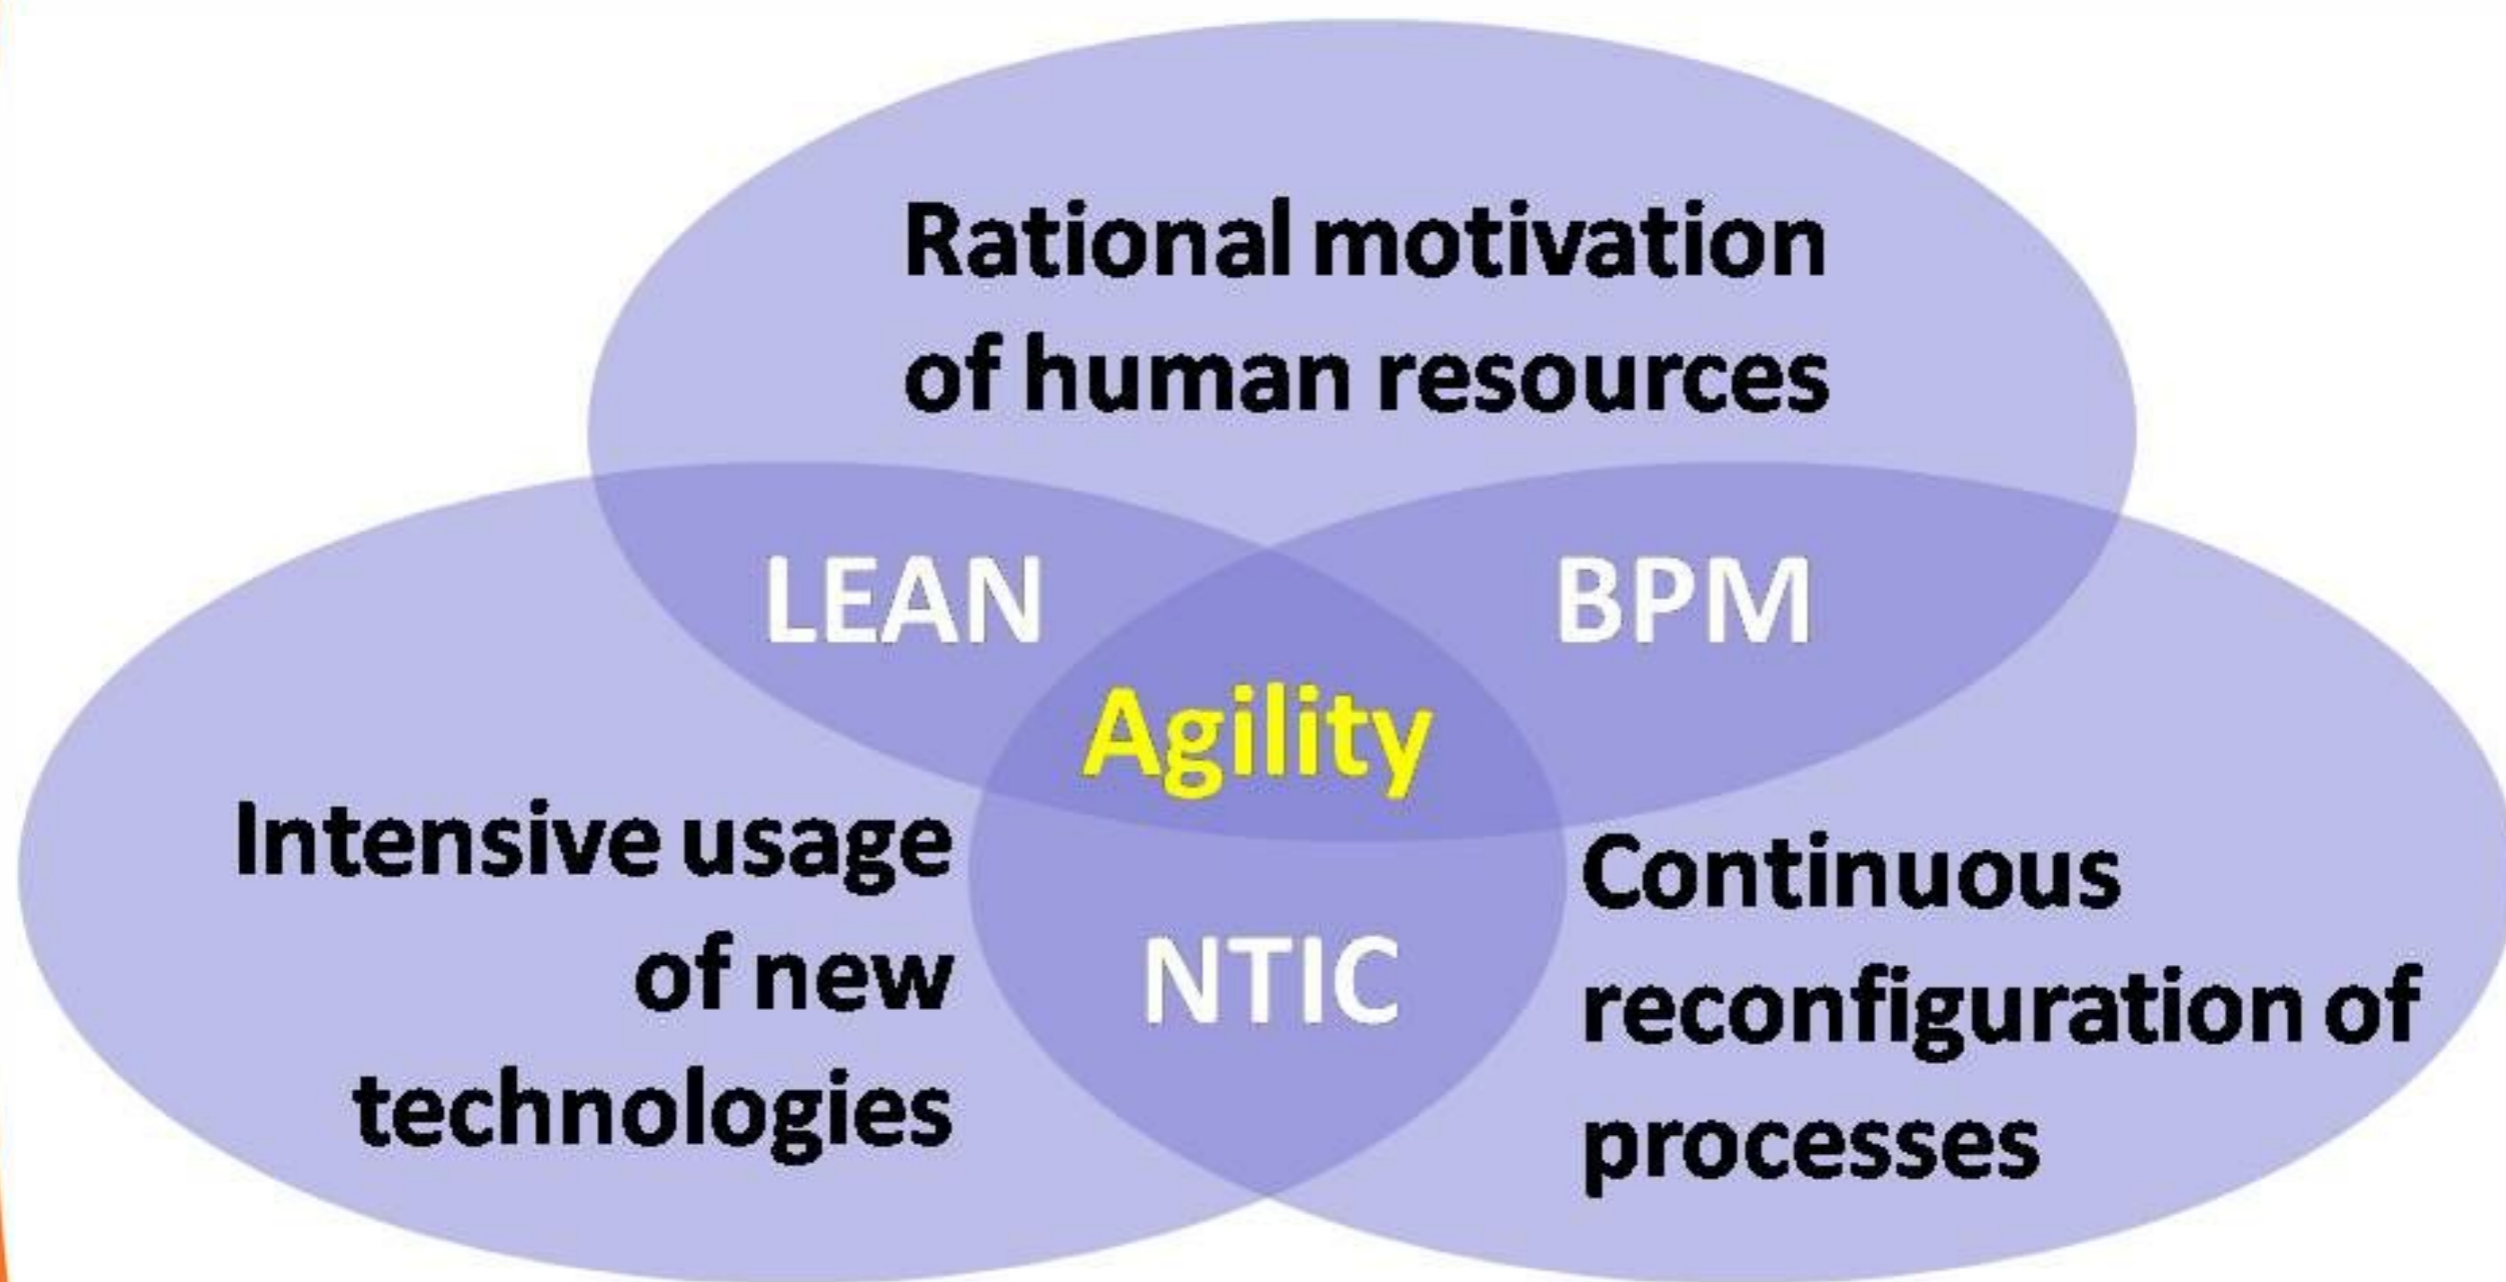 Rational motivation
of human resources
LEAN
BPM
Agility
Intensive usage
of new
technologies
NTIC
Continuous
reconfiguration of
processes